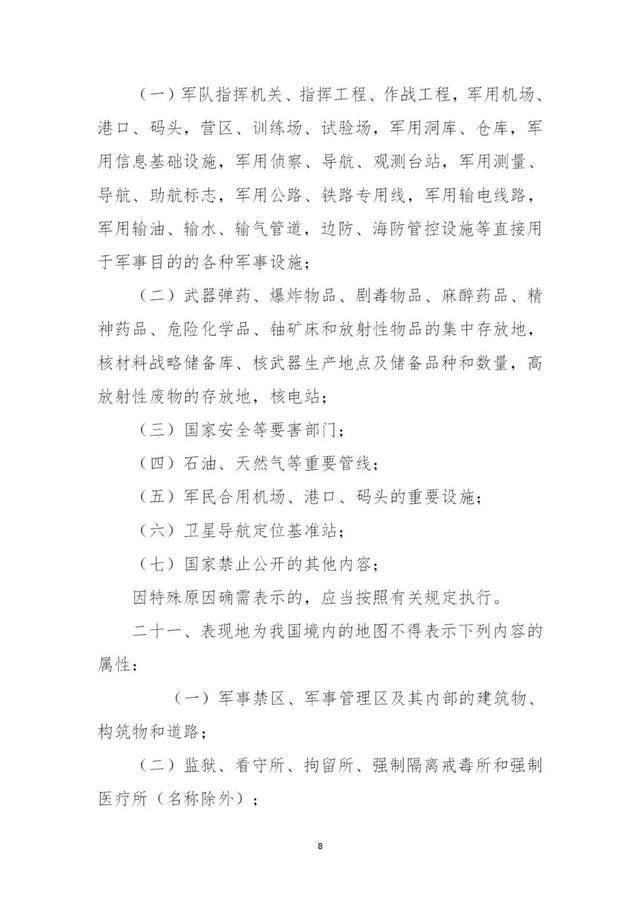 （一）军队指挥机关、指挥工程、作战工程，军用机场、
港口、码头，营区、训练场、试验场，军用洞库、仓库，军
用信息基础设施，军用侦察、导航、观测台站，军用测量、
导航、助航标志，军用公路、铁路专用线，军用输电线路，
军用输油、输水、输气管道，边防、海防管控设施等直接用
于军事目的的各种军事设施；
（二）武器弹药、爆炸物品、剧毒物品、麻醉药品、精
神药品、危险化学品、铀矿床和放射性物品的集中存放地，
核材料战略储备库、核武器生产地点及储备品种和数量，高
放射性废物的存放地，核电站；
（三）国家安全等要害部门；
（四）石油、天然气等重要管线；
（五）军民合用机场、港口、码头的重要设施；
（六）卫星导航定位基准站；
（七）国家禁止公开的其他内容；
因特殊原因确需表示的，应当按照有关规定执行。
二十一、表现地为我国境内的地图不得表示下列内容的
属性：
（一）军事禁区、军事管理区及其内部的建筑物、
构筑物和道路；
（二）监狱、看守所、拘留所、强制隔离戒毒所和强制
医疗所（名称除外）；
8